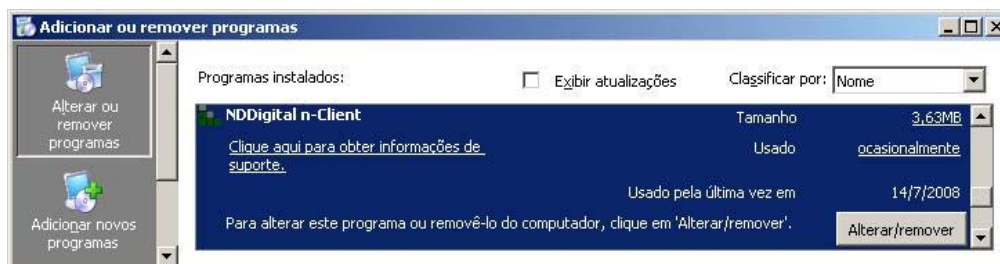 Adicionar ou remover programas
Alterar ou
remover
programas
Adicionar novos
programas
Programas instalados:
Exibir atualizações
Classificar por:
Nome
NDDigital n-Client
Tamanho
3,63MB
Clique aqui para obter informações de
suporte.
Usado
ocasionalmente
Usado pela última vez em
14/7/2008
Para alterar este programa ou removê-lo do computador, clique em 'Alterar/remover'.
Alterar/remover